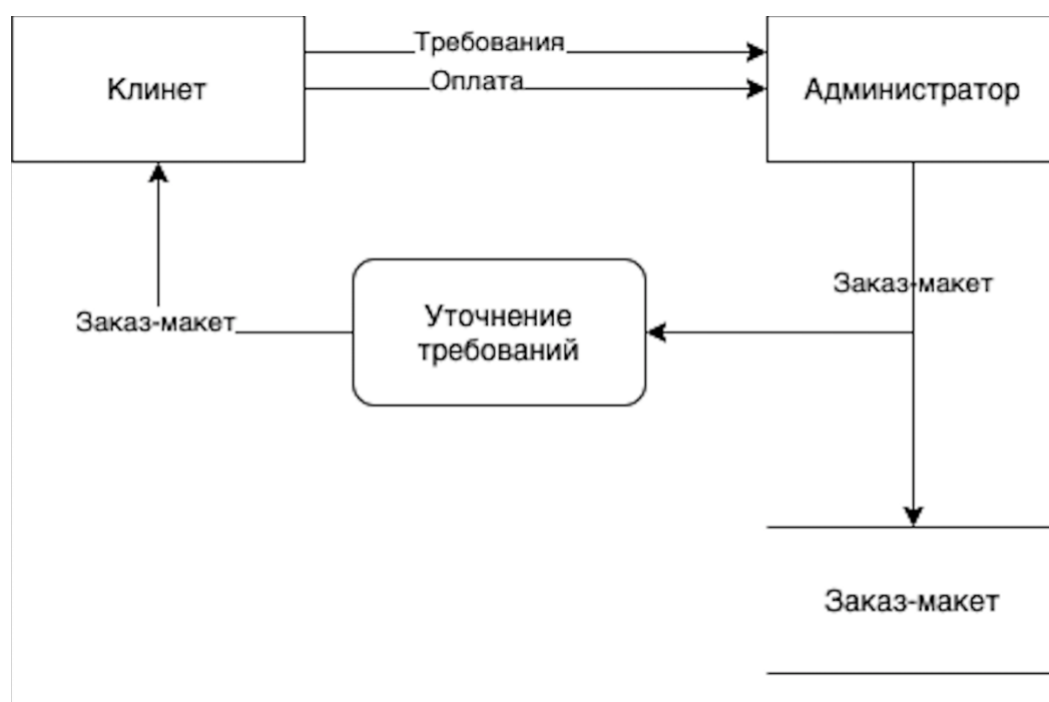 Требования
Клинет
Оплата
Администратор
Заказ-макет
Уточнение
требований
Заказ-макет
Заказ-макет